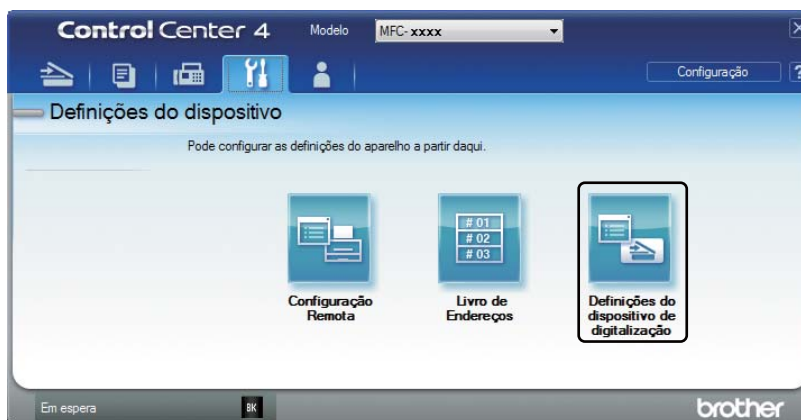 Control Center 4
Modelo
MFC- xxxx
Configuração
?
Definições do dispositivo
Pode configurar as definições do aparelho a partir daqui.
# 01
# 02
# 03
Configuração
Remota
Livro de
Endereços
Definições do
dispositivo de
digitalização
Em espera
BK
brother